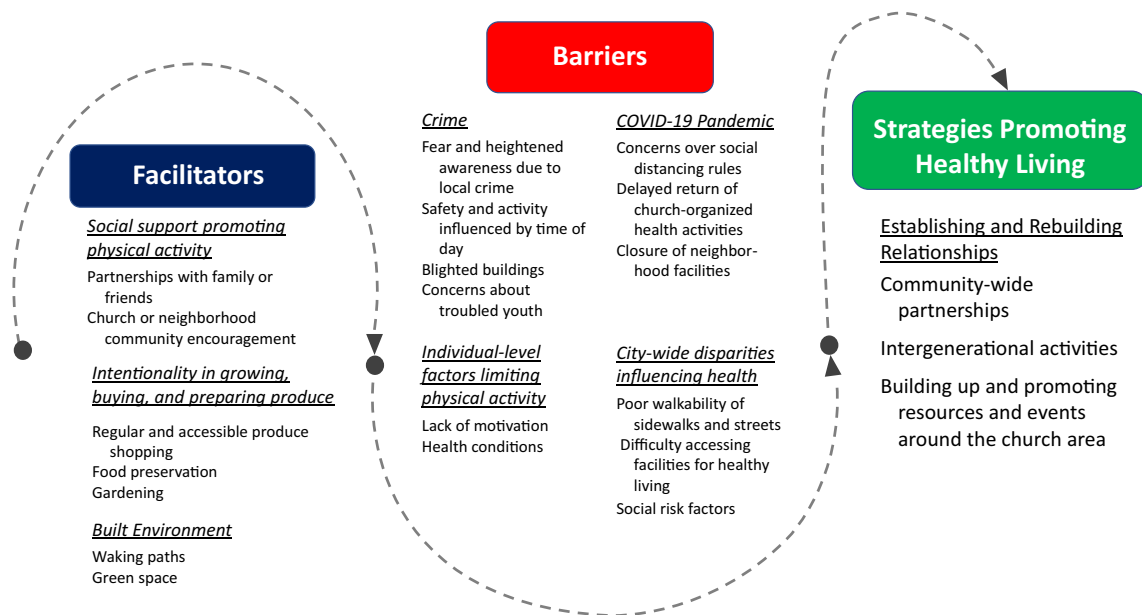 Facilitators
Social support promoting
physical activity
Partnerships with family or
friends
Church or neighborhood
community encouragement
Intentionality in growing,
buying, and preparing produce
Regular and accessible produce
shopping
Food preservation
Gardening
Built Environment
Waking paths
Green space
Barriers
Crime
Fear and heightened
awareness due to
local crime
Safety and activity
influenced by time of
day
Blighted buildings
Concerns about
troubled youth
Individual-level
factors limiting
physical activity
Lack of motivation
Health conditions
COVID-19 Pandemic
Concerns over social
distancing rules
Delayed return of
church-organized
health activities
Closure of neighbor-
hood facilities
City-wide disparities
influencing health
Poor walkability of
sidewalks and streets
Difficulty accessing
facilities for healthy
living
Social risk factors
Strategies Promoting
Healthy Living
Establishing and Rebuilding
Relationships
Community-wide
partnerships
Intergenerational activities
Building up and promoting
resources and events
around the church area